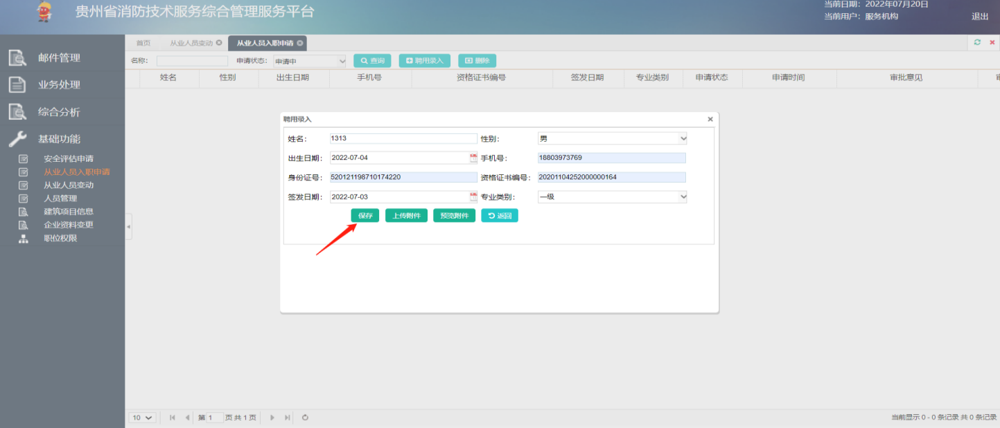 贵州省消防技术服务综合管理服务平台
当前日期：2022年07月20日
当前用户：服务机构
退出
邮件管理
业务处理
综合分析
基础功能
安全评估申请
从业人员入职申请
从业人员变动
人员管理
建筑项目信息
企业资料变更
职位权限
首页 从业人员变动 从业人员入职申请
名称： 申请状态： 申请中 查询 聘用录入 删除
姓名 性别 出生日期 手机号 资格证书编号 签发日期 专业类别 申请状态 申请时间 审批意见
聘用录入
姓名： 1313 性别： 男
出生日期： 2022-07-04 手机号： 18803973769
身份证号： 520121198710174220 资格证书编号： 20201104252000000164
签发日期： 2022-07-03 专业类别： 一级
保存 上传附件 预览附件 返回
10 第 1 页 共 1 页
当前显示 0 - 0 条记录 共 0 条记录